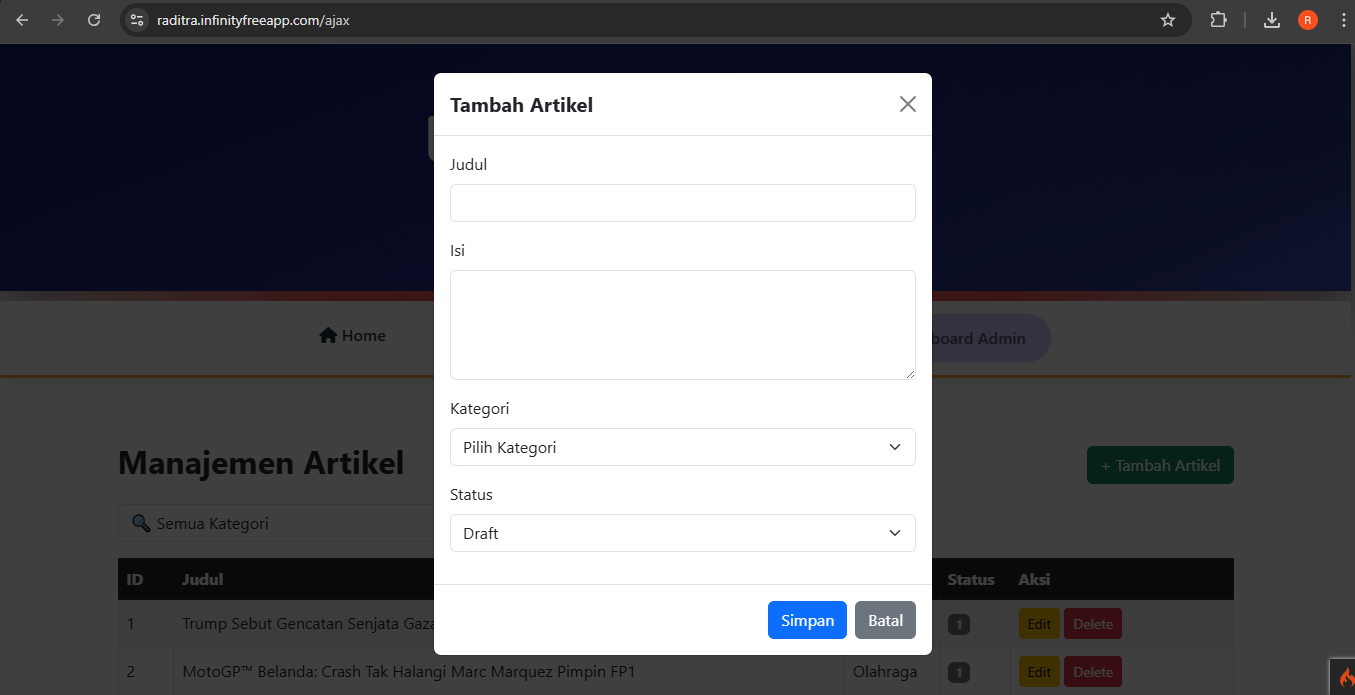 raditra.infinityfreeapp.com/ajax
R
Tambah Artikel
Judul
Isi
Kategori
Pilih Kategori
Status
Draft
Simpan Batal
Home
board Admin
Manajemen Artikel
+ Tambah Artikel
Semua Kategori
ID Judul Status Aksi
1 Trump Sebut Gencatan Senjata Gaza 1 Edit Delete
2 MotoGP™ Belanda: Crash Tak Halangi Marc Marquez Pimpin FP1 Olahraga 1 Edit Delete